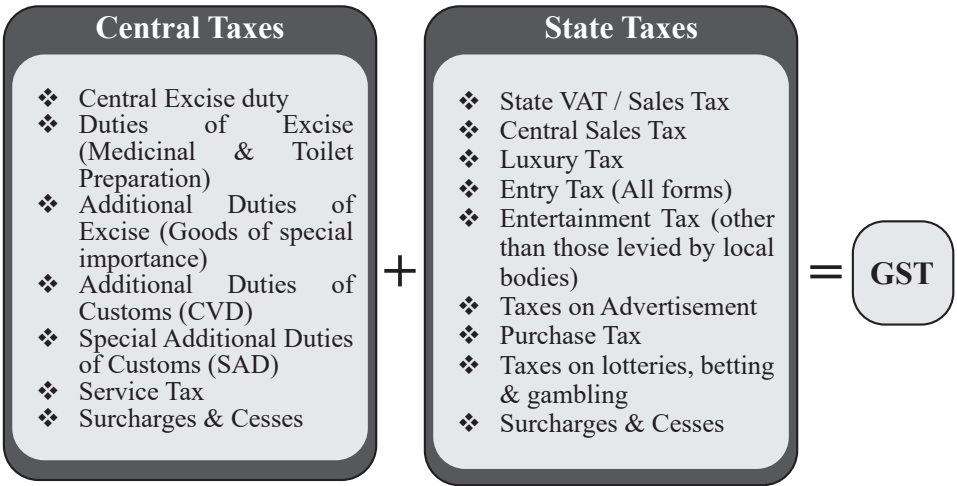 Central Taxes
❖ Central Excise duty
❖ Duties of Excise
(Medicinal & Toilet
Preparation)
❖ Additional Duties of
Excise (Goods of special
importance)
❖ Additional Duties of
Customs (CVD)
❖ Special Additional Duties
of Customs (SAD)
❖ Service Tax
❖ Surcharges & Cesses
+
State Taxes
❖ State VAT / Sales Tax
❖ Central Sales Tax
❖ Luxury Tax
❖ Entry Tax (All forms)
❖ Entertainment Tax (other
than those levied by local
bodies)
❖ Taxes on Advertisement
❖ Purchase Tax
❖ Taxes on lotteries, betting
& gambling
❖ Surcharges & Cesses
=
GST